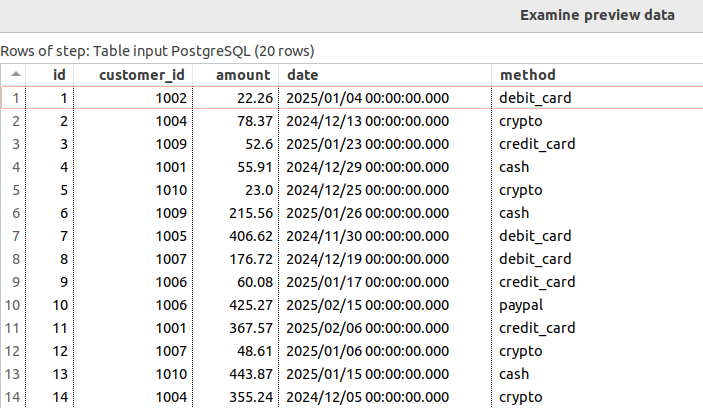 Examine preview data
Rows of step: Table input PostgreSQL (20 rows)
id customer_id amount date method
1 1 1002 22.26 2025/01/04 00:00:00.000 debit_card
2 2 1004 78.37 2024/12/13 00:00:00.000 crypto
3 3 1009 52.6 2025/01/23 00:00:00.000 credit_card
4 4 1001 55.91 2024/12/29 00:00:00.000 cash
5 5 1010 23.0 2024/12/25 00:00:00.000 crypto
6 6 1009 215.56 2025/01/26 00:00:00.000 cash
7 7 1005 406.62 2024/11/30 00:00:00.000 debit_card
8 8 1007 176.72 2024/12/19 00:00:00.000 debit_card
9 9 1006 60.08 2025/01/17 00:00:00.000 credit_card
10 10 1006 425.27 2025/02/15 00:00:00.000 paypal
11 11 1001 367.57 2025/02/06 00:00:00.000 credit_card
12 12 1007 48.61 2025/01/06 00:00:00.000 crypto
13 13 1010 443.87 2025/01/15 00:00:00.000 cash
14 14 1004 355.24 2024/12/05 00:00:00.000 crypto